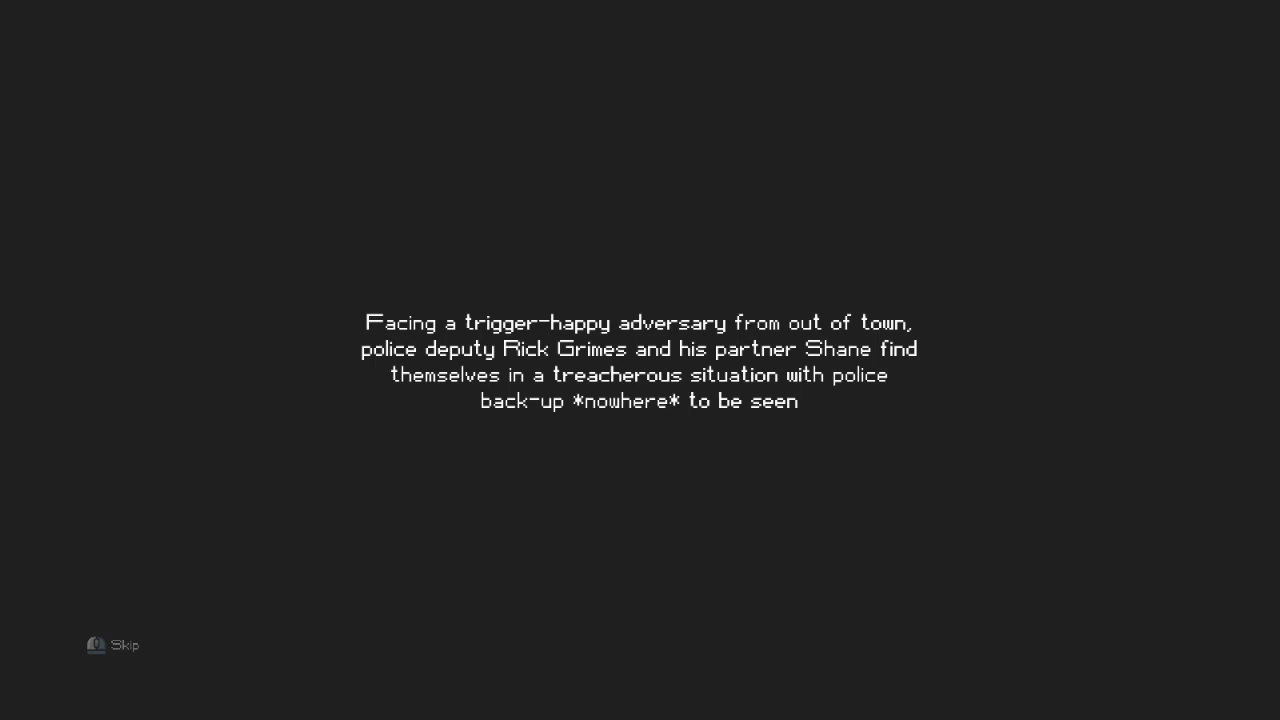 Facing a trigger-happy adversary from out of town,
police deputy Rick Grimes and his partner Shane find
themselves in a treacherous situation with police
back-up *nowhere* to be seen
Skip